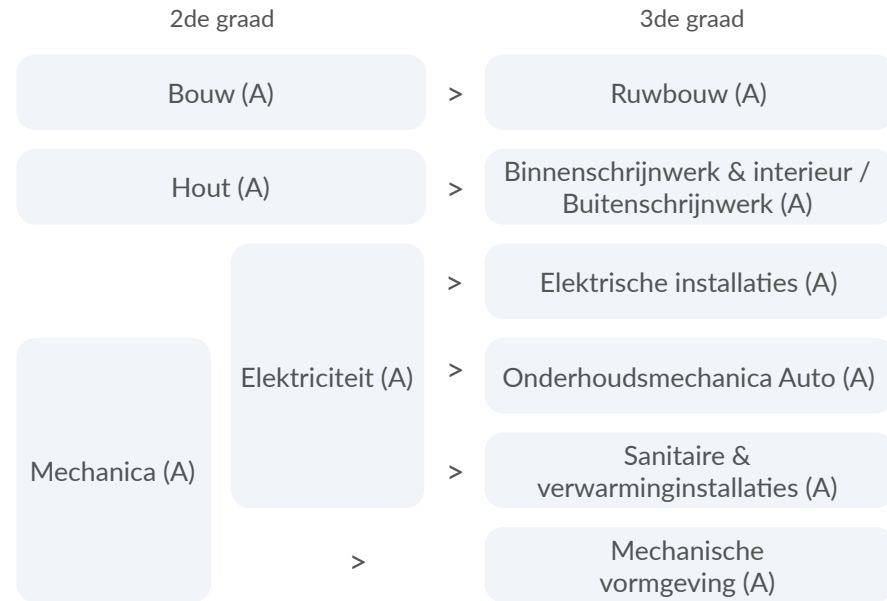 2de graad
3de graad
Bouw (A)
>
Ruwbouw (A)
Hout (A)
>
Binnenschrijnwerk & interieur /
Buitenschrijnwerk (A)
Elektriciteit (A)
>
Elektrische installaties (A)
>
Onderhoudsmechanica Auto (A)
Mechanica (A)
>
Sanitaire &
verwarminginstallaties (A)
>
Mechanische
vormgeving (A)